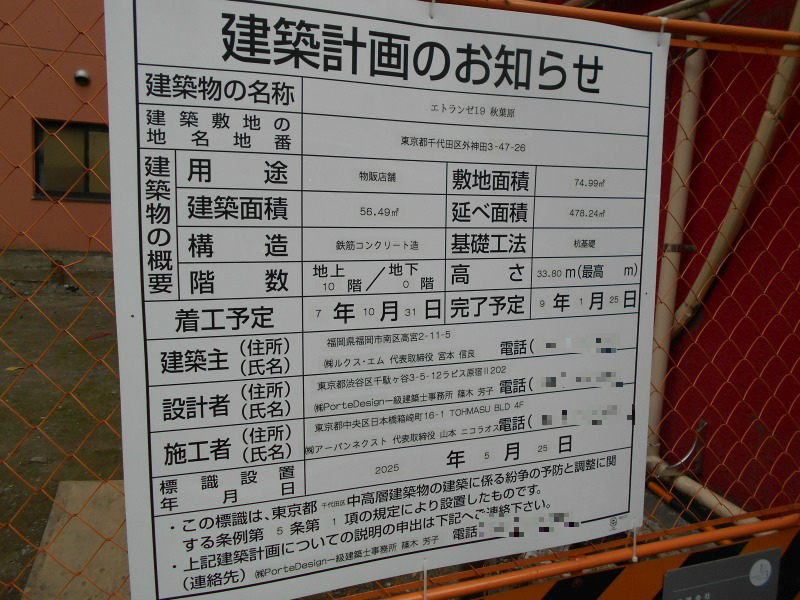 建築計画のお知らせ
建築物の名称 エトランゼ19 秋葉原
建築敷地の地名地番 東京都千代田区外神田3-47-26
建築物の概要
用途 物販店舗 敷地面積 74.99㎡
建築面積 56.49㎡ 延べ面積 478.24㎡
構造 鉄筋コンクリート造 基礎工法 杭基礎
階数 地上10階／地下0階 高さ 33.80m(最高 m)
着工予定 7年10月31日 完了予定 9年1月25日
建築主(住所)(氏名) 福岡県福岡市南区高宮2-11-5
㈱ルクス・エム 代表取締役 宮本 信良 電話(
設計者(住所)(氏名) 東京都渋谷区千駄ヶ谷3-5-12ラピス原宿Ⅱ202
㈱PorteDesign一級建築士事務所 篠木 芳子 電話(
施工者(住所)(氏名) 東京都中央区日本橋箱崎町16-1 TOHMASU BLD 4F
㈱アーバンネクスト 代表取締役 山本 ニコラオス 電話(
標識設置年月日 2025年5月25日
・この標識は、東京都千代田区中高層建築物の建築に係る紛争の予防と調整に関
する条例第5条第1項の規定により設置したものです。
・上記建築計画についての説明の申出は下記へご連絡下さい。
(連絡先) ㈱PorteDesign一級建築士事務所 篠木 芳子 電話